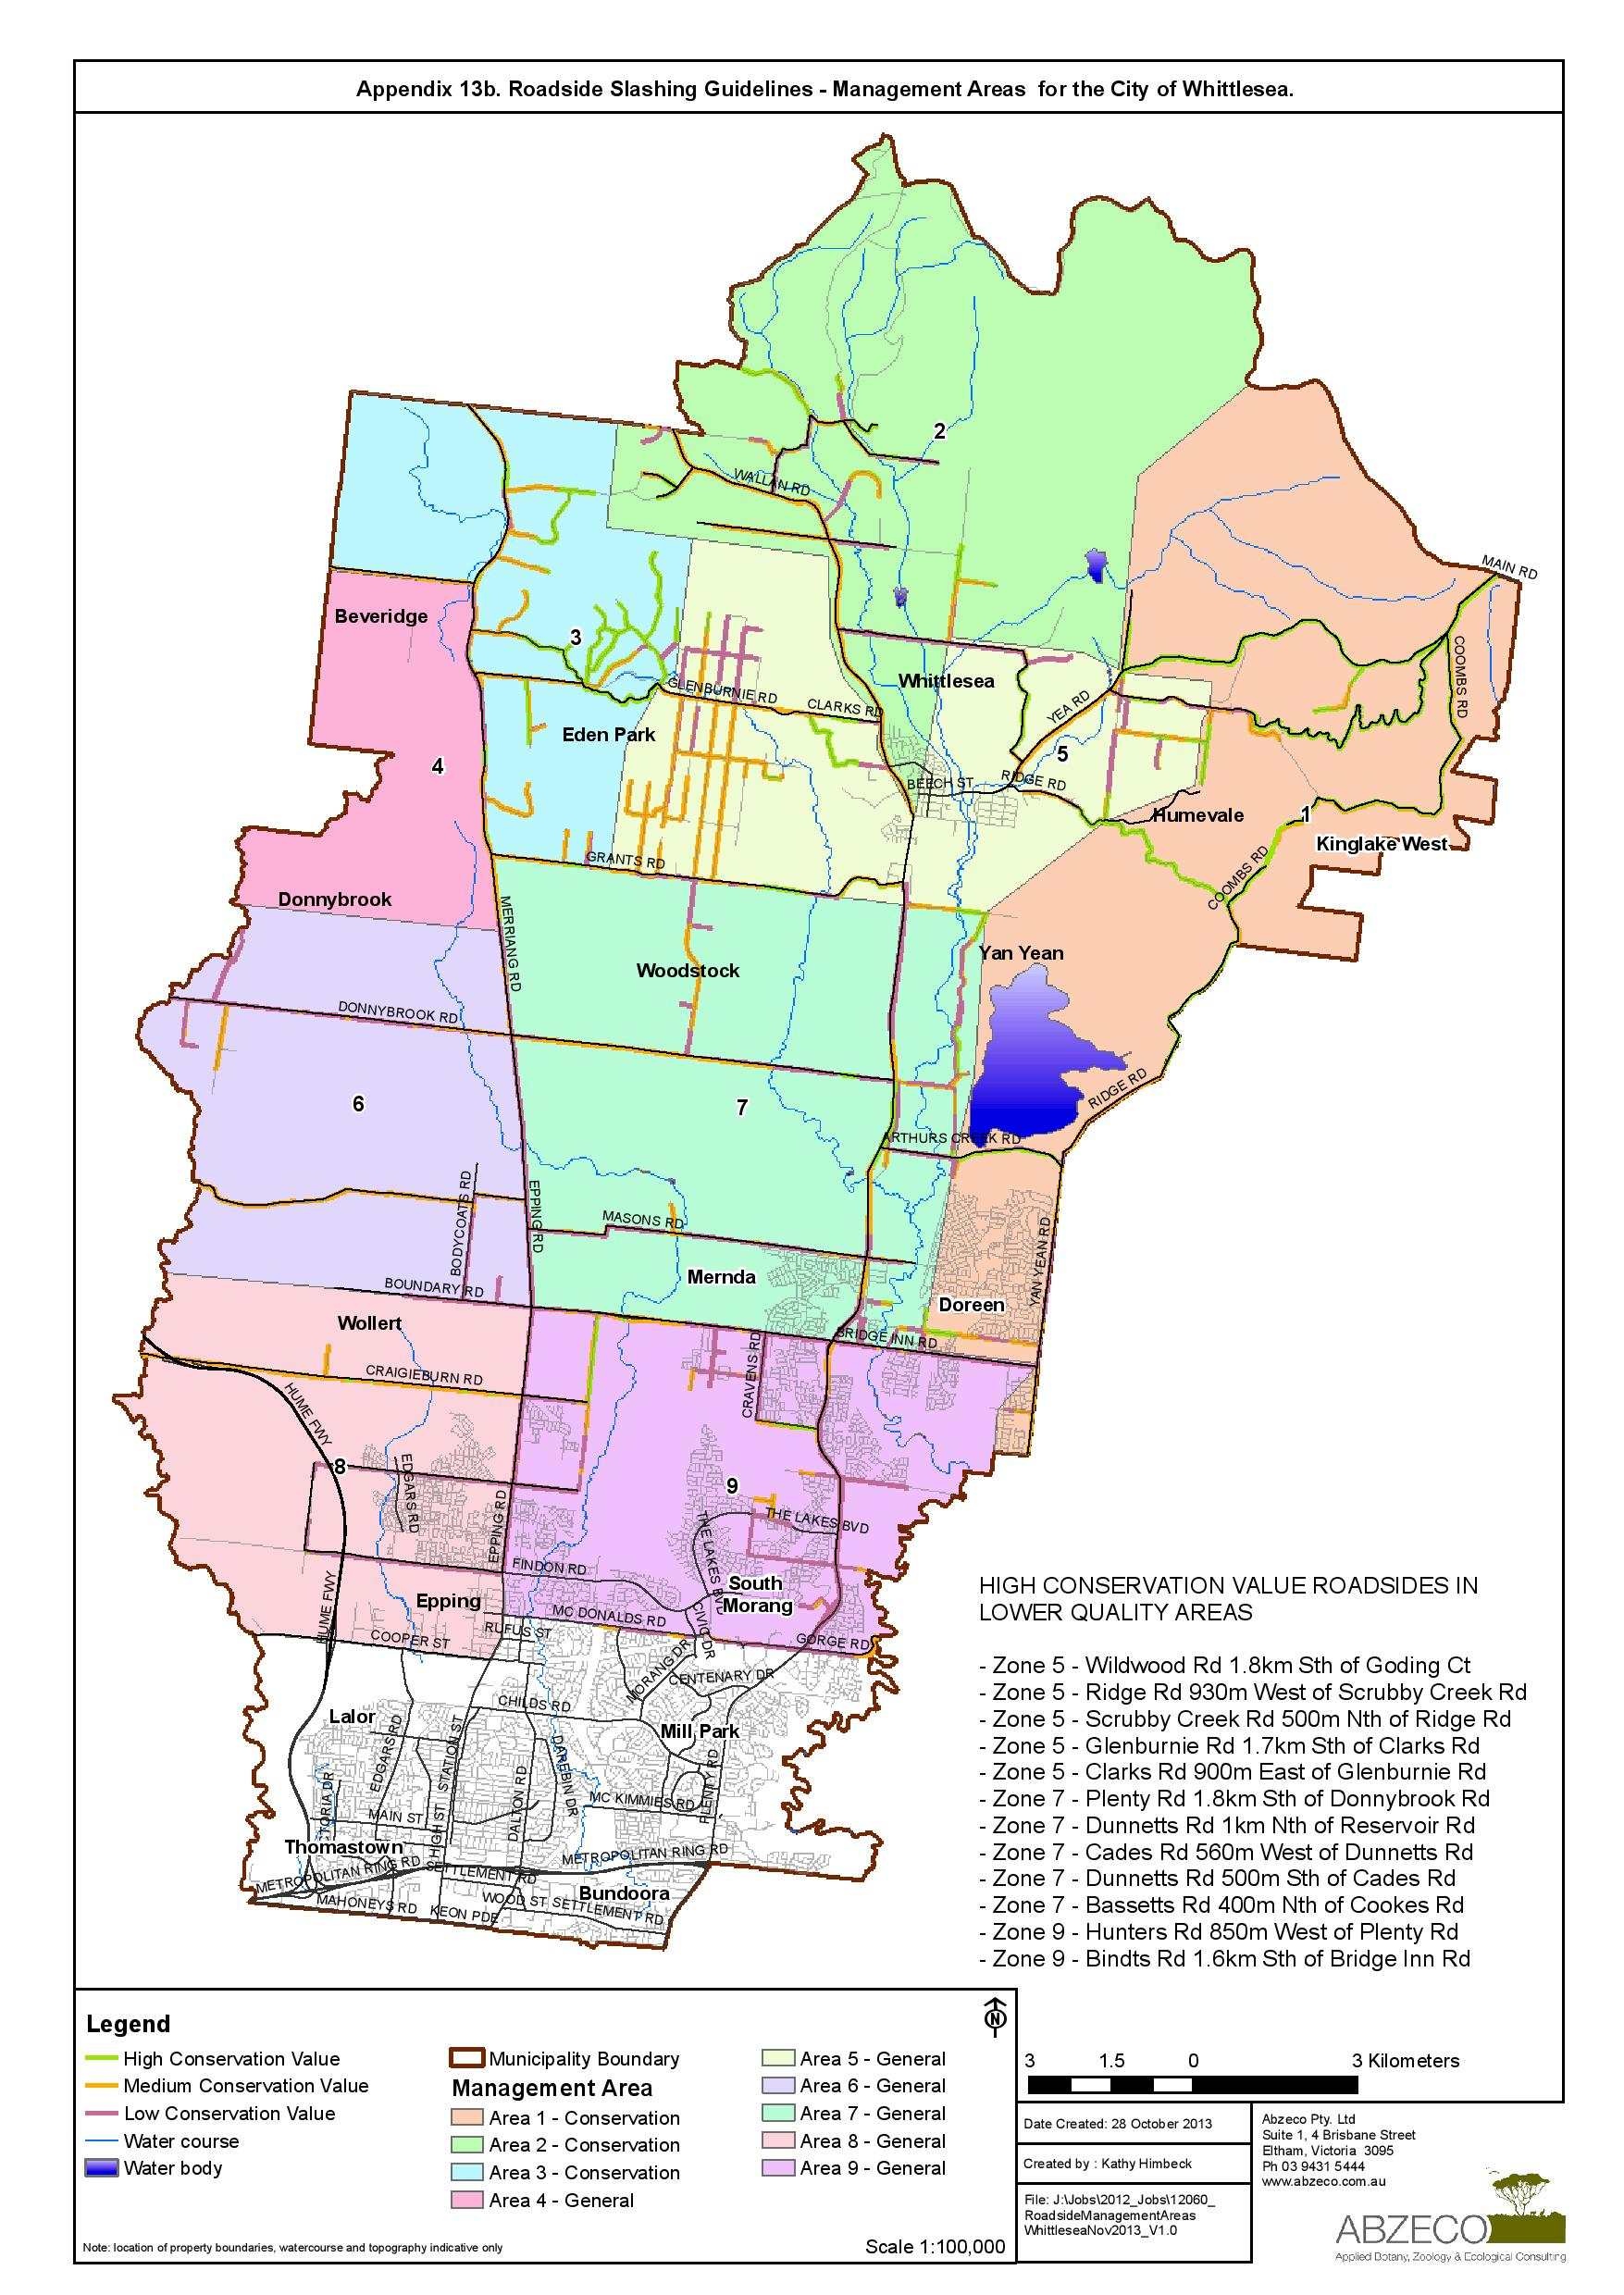 Appendix 13b. Roadside Slashing Guidelines - Management Areas for the City of Whittlesea.
2
WALLAN RD
MAIN RD
Beveridge
3
COOMBS RD
Whittlesea
GLENBURNIE RD
CLARKS RD
YEA RD
Eden Park
5
4
RIDGE RD
BEECH ST
Humevale
1
Kinglake West
GRANTS RD
COOMBS RD
Donnybrook
MERRIANG RD
Yan Yean
Woodstock
DONNYBROOK RD
RIDGE RD
6
7
ARTHURS CREEK RD
BODYCOATS RD
EPPING RD
MASONS RD
YAN YEAN RD
Mernda
BOUNDARY RD
Doreen
Wollert
BRIDGE INN RD
CRAVENS RD
CRAIGIEBURN RD
HUME FWY
8
EDGARS RD
9
EPPING RD
THE LAKES BVD
THE LAKES BVD
FINDON RD
South
Morang
HUME FWY
Epping
MC DONALDS RD
CIVIC DR
RUFUS ST
COOPER ST
GORGE RD
MORANG DR
CENTENARY DR
CHILDS RD
Lalor
Mill Park
EDGARS RD
STATION ST
DAREBIN DR
DALTON RD
PLENTY RD
MC KIMMIES RD
MAIN ST
HIGH ST
Thomastown
METROPOLITAN RING RD
METROPOLITAN RING RD
SETTLEMENT RD
Bundoora
WOOD ST
SETTLEMENT RD
MAHONEYS RD
KEON PDE
HIGH CONSERVATION VALUE ROADSIDES IN
LOWER QUALITY AREAS
- Zone 5 - Wildwood Rd 1.8km Sth of Goding Ct
- Zone 5 - Ridge Rd 930m West of Scrubby Creek Rd
- Zone 5 - Scrubby Creek Rd 500m Nth of Ridge Rd
- Zone 5 - Glenburnie Rd 1.7km Sth of Clarks Rd
- Zone 5 - Clarks Rd 900m East of Glenburnie Rd
- Zone 7 - Plenty Rd 1.8km Sth of Donnybrook Rd
- Zone 7 - Dunnetts Rd 1km Nth of Reservoir Rd
- Zone 7 - Cades Rd 560m West of Dunnetts Rd
- Zone 7 - Dunnetts Rd 500m Sth of Cades Rd
- Zone 7 - Bassetts Rd 400m Nth of Cookes Rd
- Zone 9 - Hunters Rd 850m West of Plenty Rd
- Zone 9 - Bindts Rd 1.6km Sth of Bridge Inn Rd
Legend
High Conservation Value
Medium Conservation Value
Low Conservation Value
Water course
Water body
Municipality Boundary
Management Area
Area 1 - Conservation
Area 2 - Conservation
Area 3 - Conservation
Area 4 - General
Area 5 - General
Area 6 - General
Area 7 - General
Area 8 - General
Area 9 - General
N
Note: location of property boundaries, watercourse and topography indicative only
Scale 1:100,000
3 1.5 0 3 Kilometers
Date Created: 28 October 2013
Created by : Kathy Himbeck
File: J:\Jobs\2012_Jobs\12060_
RoadsideManagementAreas
WhittleseaNov2013_V1.0
Abzeco Pty. Ltd
Suite 1, 4 Brisbane Street
Eltham, Victoria 3095
Ph 03 9431 5444
www.abzeco.com.au
ABZECO
Applied Botany, Zoology & Ecological Consulting